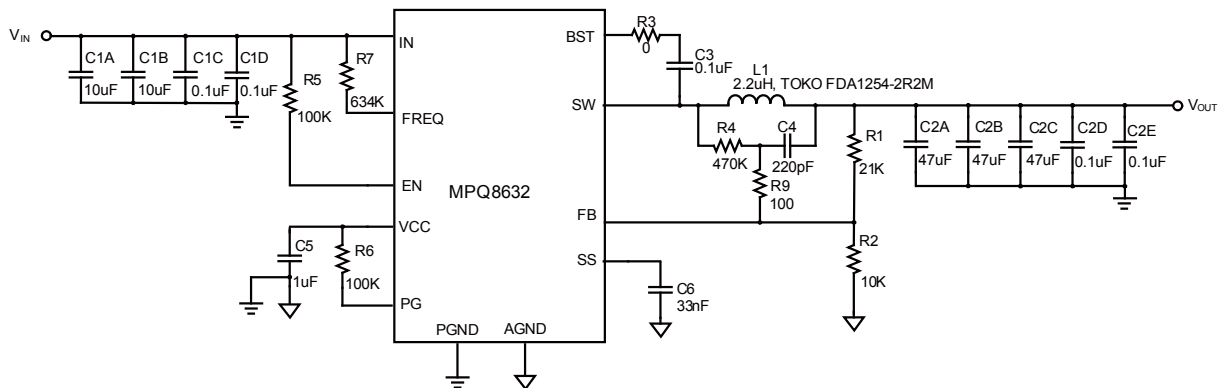 V_IN
C1A
10uF
C1B
10uF
C1C
0.1uF
C1D
0.1uF
R5
100K
R7
634K
IN
FREQ
EN
VCC
PG
C5
1uF
R6
100K
MPQ8632
PGND
AGND
BST
SW
FB
SS
R3
0
C3
0.1uF
L1
2.2uH, TOKO FDA1254-2R2M
R4
470K
C4
220pF
R9
100
R1
21K
R2
10K
C6
33nF
C2A
47uF
C2B
47uF
C2C
47uF
C2D
0.1uF
C2E
0.1uF
V_OUT